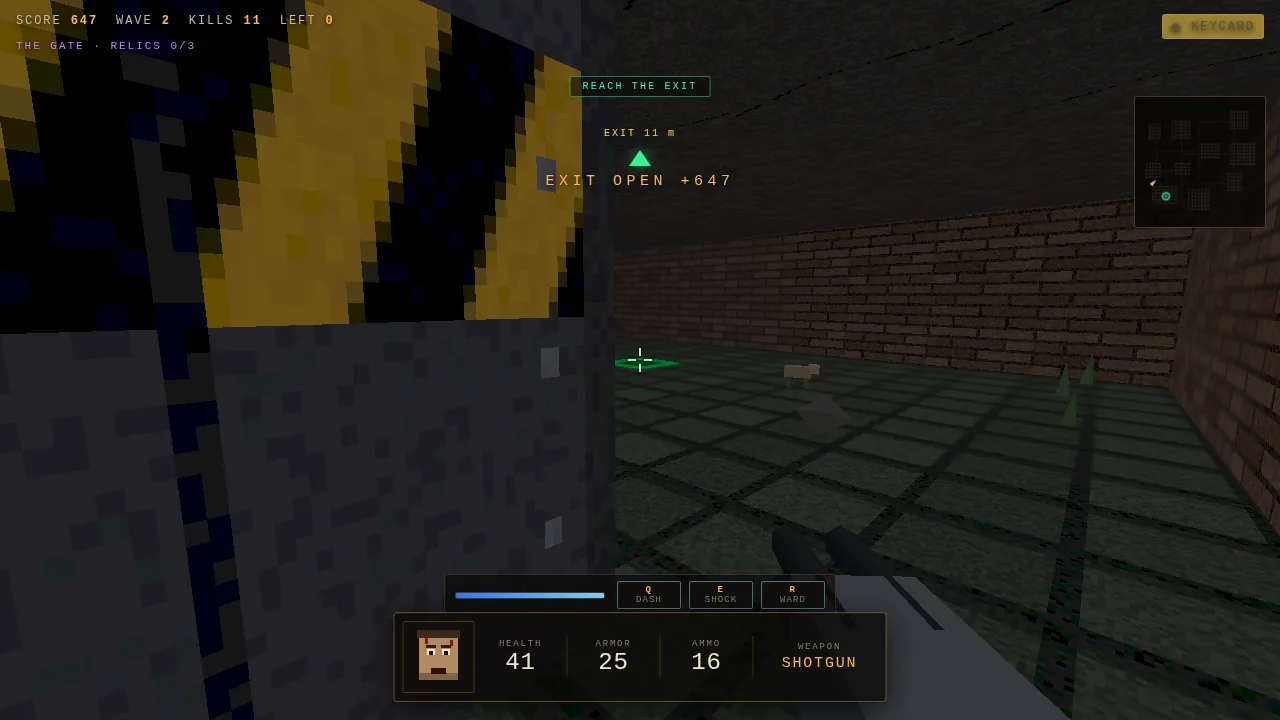 SCORE 647 WAVE 2 KILLS 11 LEFT 0
THE GATE · RELICS 0/3
KEYCARD
REACH THE EXIT
EXIT 11 m
EXIT OPEN +647
Q DASH
E SHOCK
R WARD
HEALTH 41
ARMOR 25
AMMO 16
WEAPON SHOTGUN